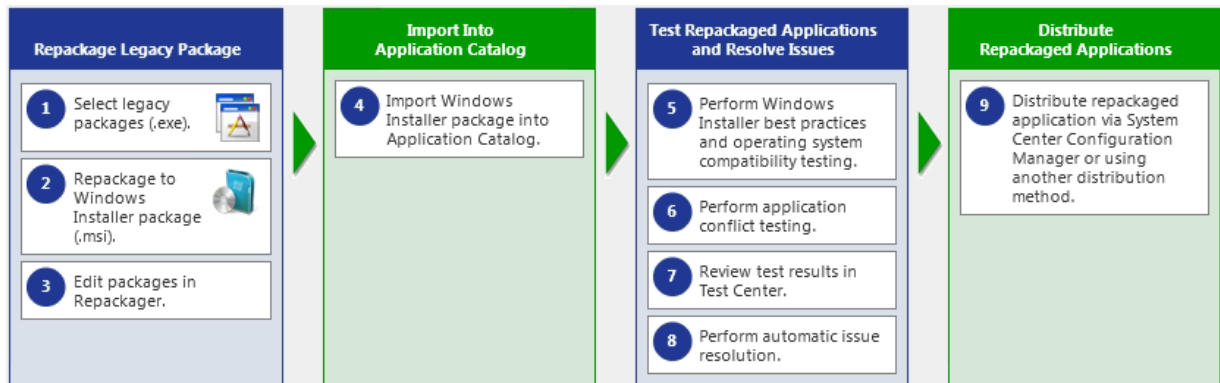 Repackage Legacy Package
1
Select legacy
packages (.exe).
2
Repackage to
Windows
Installer package
(.msi).
3
Edit packages in
Repackager.
Import Into
Application Catalog
4
Import Windows
Installer package into
Application Catalog.
Test Repackaged Applications
and Resolve Issues
5
Perform Windows
Installer best practices
and operating system
compatibility testing.
6
Perform application
conflict testing.
7
Review test results in
Test Center.
8
Perform automatic issue
resolution.
Distribute
Repackaged Applications
9
Distribute repackaged
application via System
Center Configuration
Manager or using
another distribution
method.